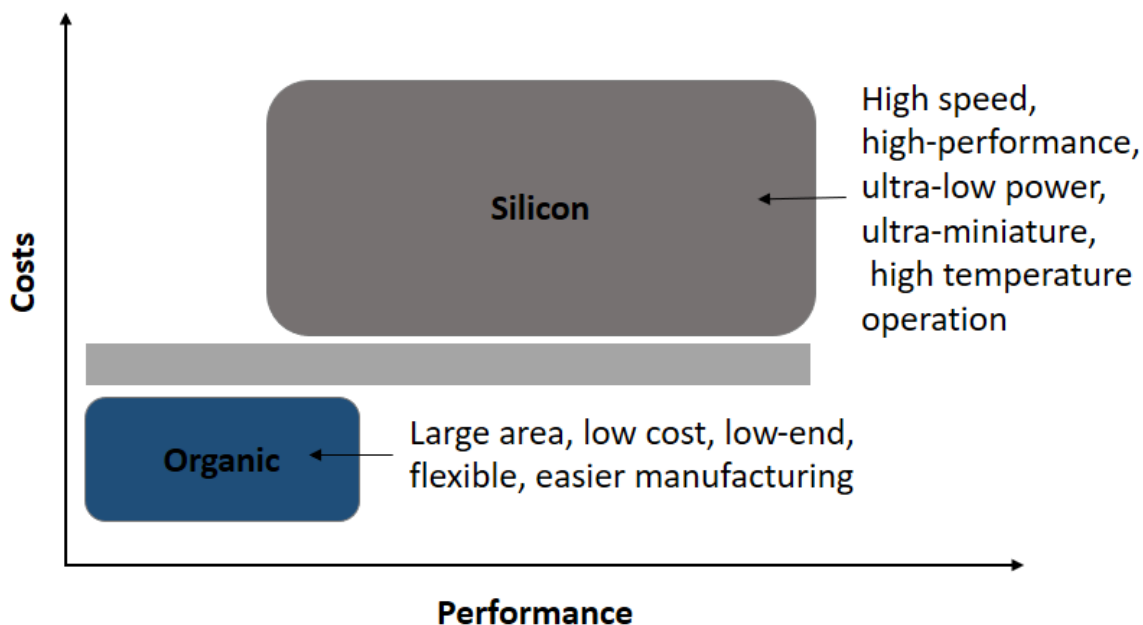 High speed,
high-performance,
ultra-low power,
ultra-miniature,
high temperature
operation
Silicon
Costs
Organic
Large area, low cost, low-end,
flexible, easier manufacturing
Performance